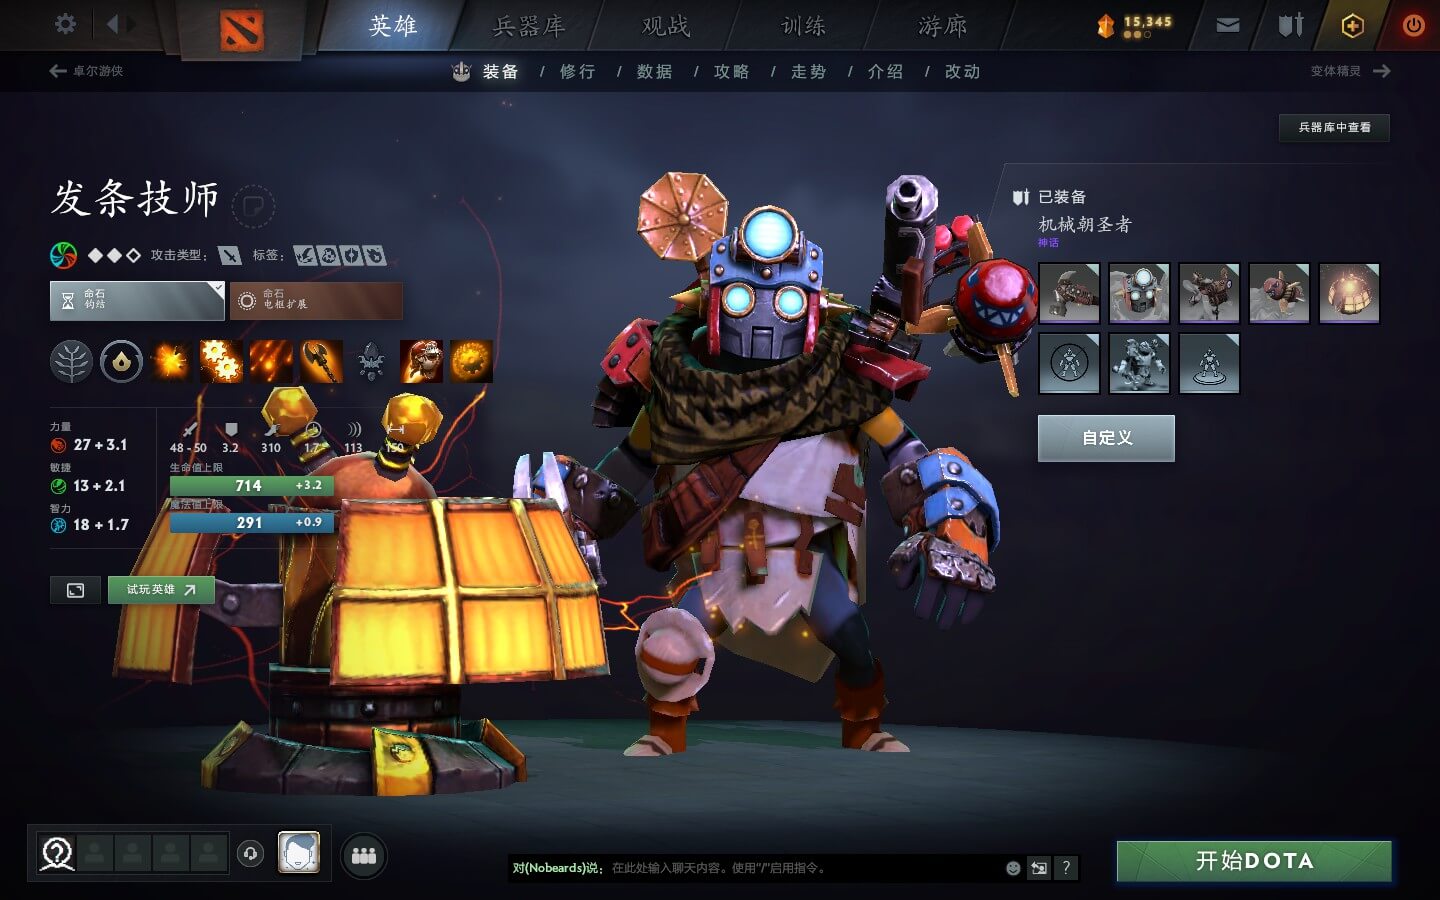 英雄
兵器库
观战
训练
游廊
15,345
卓尔游侠
装备 / 修行 / 数据 / 攻略 / 走势 / 介绍 / 改动
变体精灵
兵器库中查看
发条技师
攻击类型：
标签：
命石
钩结
命石
电框扩展
已装备
机械朝圣者
神话
自定义
力量
27 + 3.1
敏捷
13 + 2.1
智力
18 + 1.7
48 - 50
3.2
310
1.7
113
150
生命值上限
714
+3.2
魔法值上限
291
+0.9
试玩英雄
对(Nobeards)说：
在此处输入聊天内容。使用“/”启用指令。
?
开始DOTA